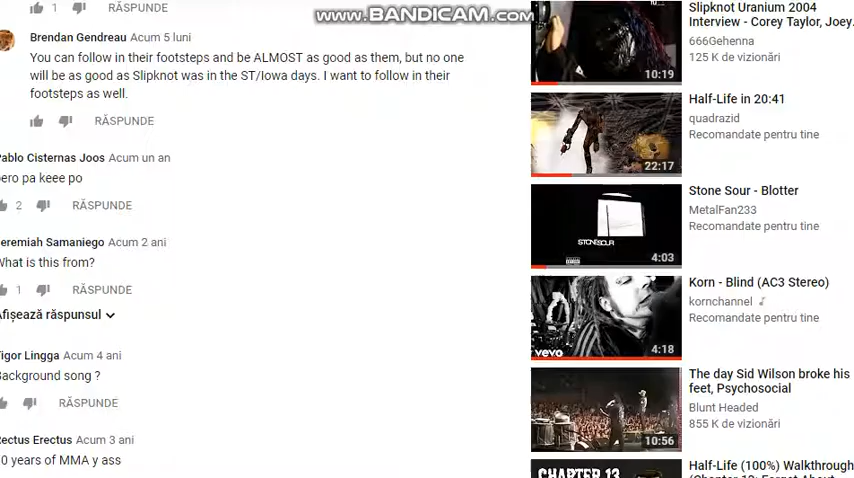 www.BANDICAM.com
1 RĂSPUNDE
Brendan Gendreau Acum 5 luni
You can follow in their footsteps and be ALMOST as good as them, but no one
will be as good as Slipknot was in the ST/Iowa days. I want to follow in their
footsteps as well.
RĂSPUNDE
Pablo Cisternas Joos Acum un an
pero pa keee po
2 RĂSPUNDE
Jeremiah Samaniego Acum 2 ani
What is this from?
1 RĂSPUNDE
Afișează răspunsul
Tigor Lingga Acum 4 ani
Background song ?
RĂSPUNDE
Rectus Erectus Acum 3 ani
0 years of MMA y ass
Slipknot Uranium 2004
Interview - Corey Taylor, Joey
666Gehenna
125 K de vizionări
10:19
Half-Life in 20:41
quadrazid
Recomandate pentru tine
22:17
Stone Sour - Blotter
MetalFan233
Recomandate pentru tine
STONESOUR
4:03
Korn - Blind (AC3 Stereo)
kornchannel
Recomandate pentru tine
vevo
4:18
The day Sid Wilson broke his
feet, Psychosocial
Blunt Headed
855 K de vizionări
10:56
Half-Life (100%) Walkthrough
(Chapter 13: Forget About
CHAPTER 13